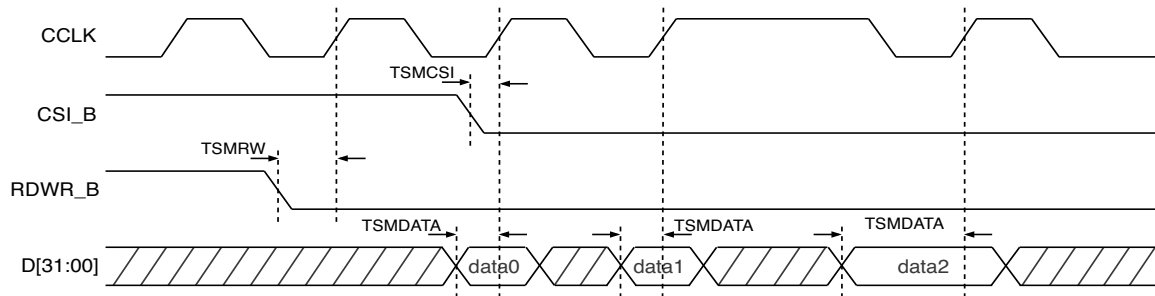 CCLK
TSMCSI
CSI_B
TSMRW
RDWR_B
TSMDATA TSMDATA TSMDATA
D[31:00] data0 data1 data2